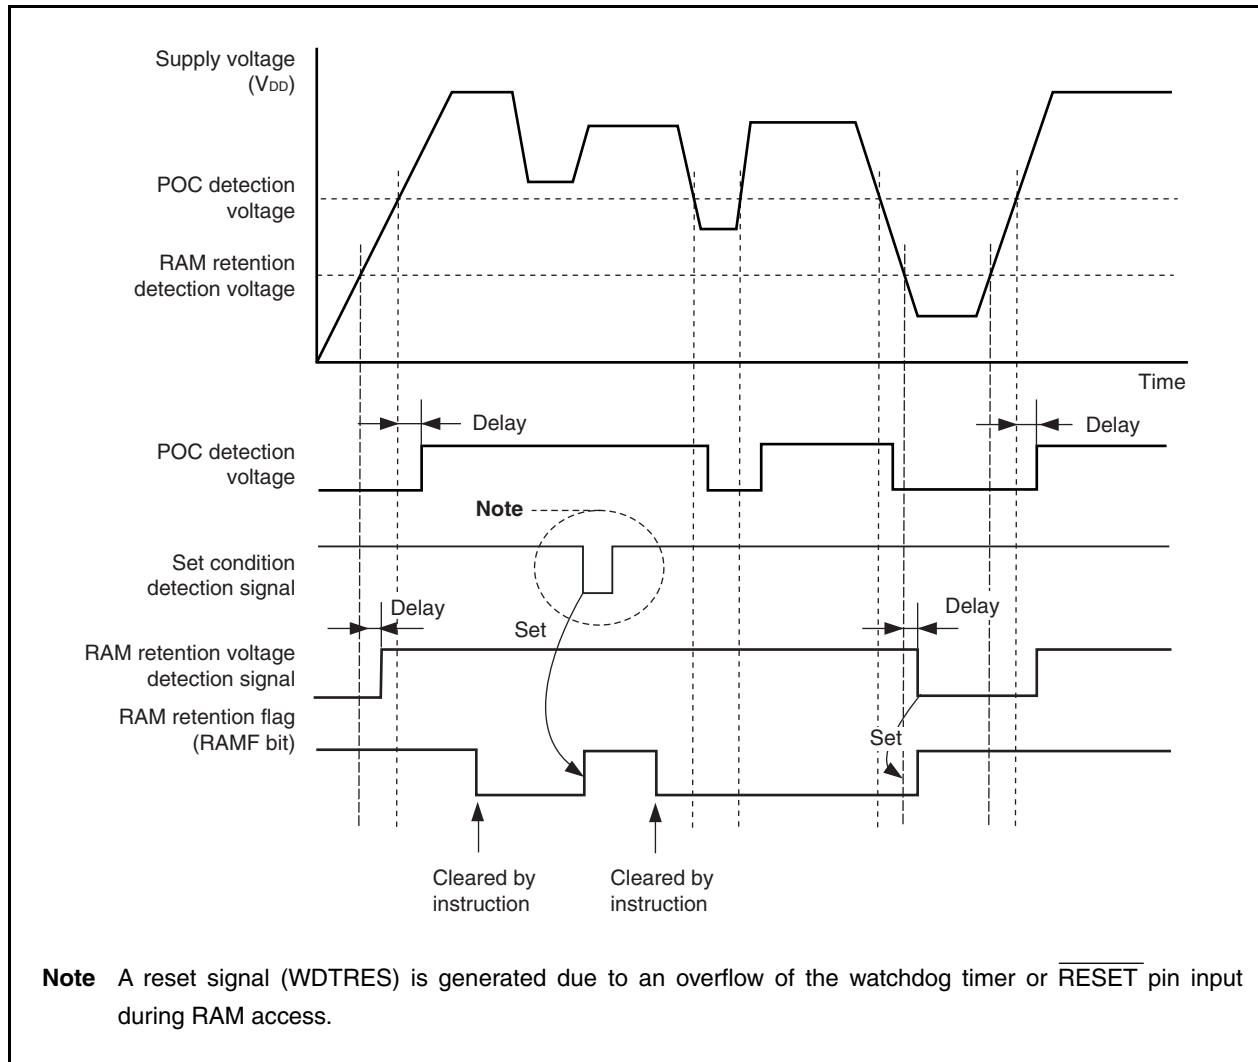 Supply voltage
(VDD)
POC detection
voltage
RAM retention
detection voltage
Time
Delay
Delay
POC detection
voltage
Note
Set condition
detection signal
Delay
Delay
Set
RAM retention voltage
detection signal
RAM retention flag
(RAMF bit)
Set
Cleared by
instruction
Cleared by
instruction
Note A reset signal (WDTRES) is generated due to an overflow of the watchdog timer or RESET pin input
during RAM access.